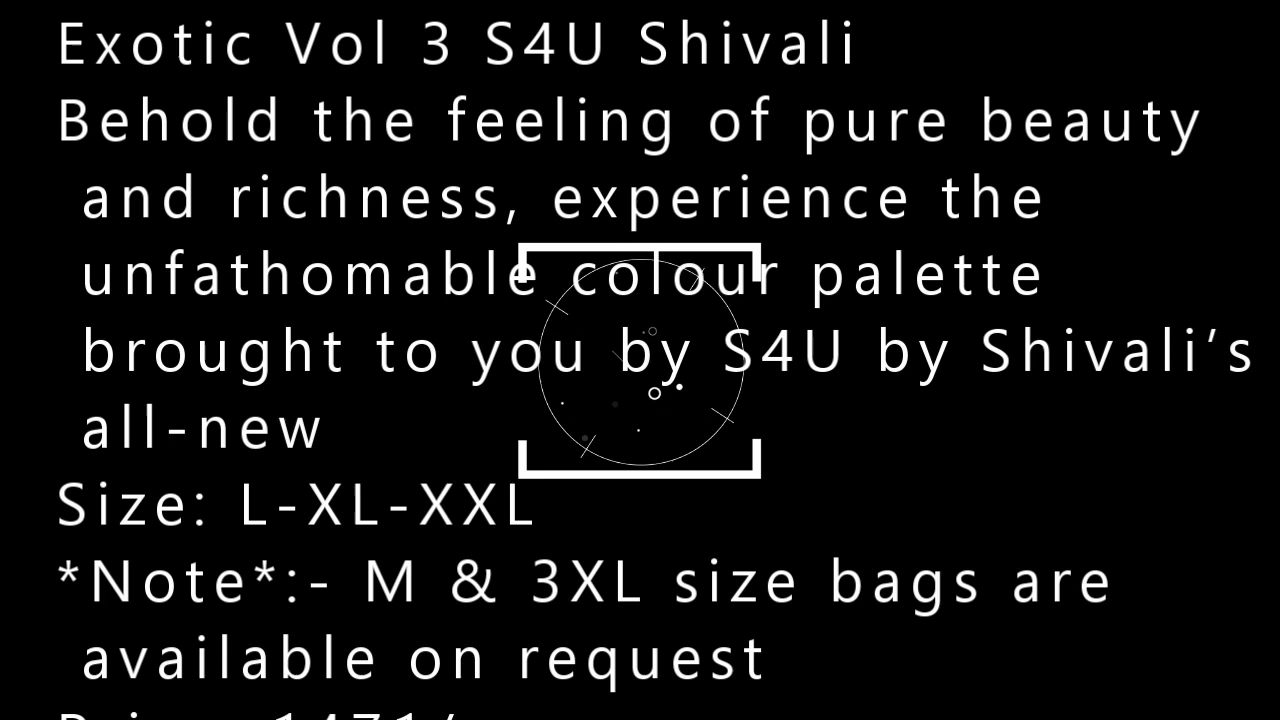 Exotic Vol 3 S4U Shivali
Behold the feeling of pure beauty
and richness, experience the
unfathomable colour palette
brought to you by S4U by Shivali’s
all-new
Size: L-XL-XXL
*Note*:- M & 3XL size bags are
available on request